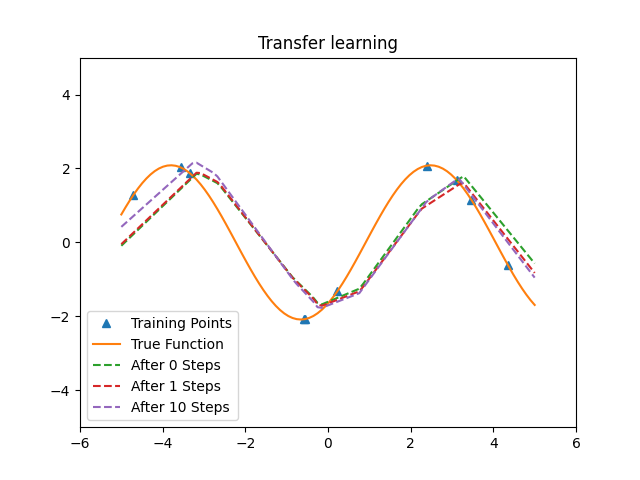 Transfer learning
4
2
0
−2
−4
Training Points
True Function
After 0 Steps
After 1 Steps
After 10 Steps
−6 −4 −2 0 2 4 6